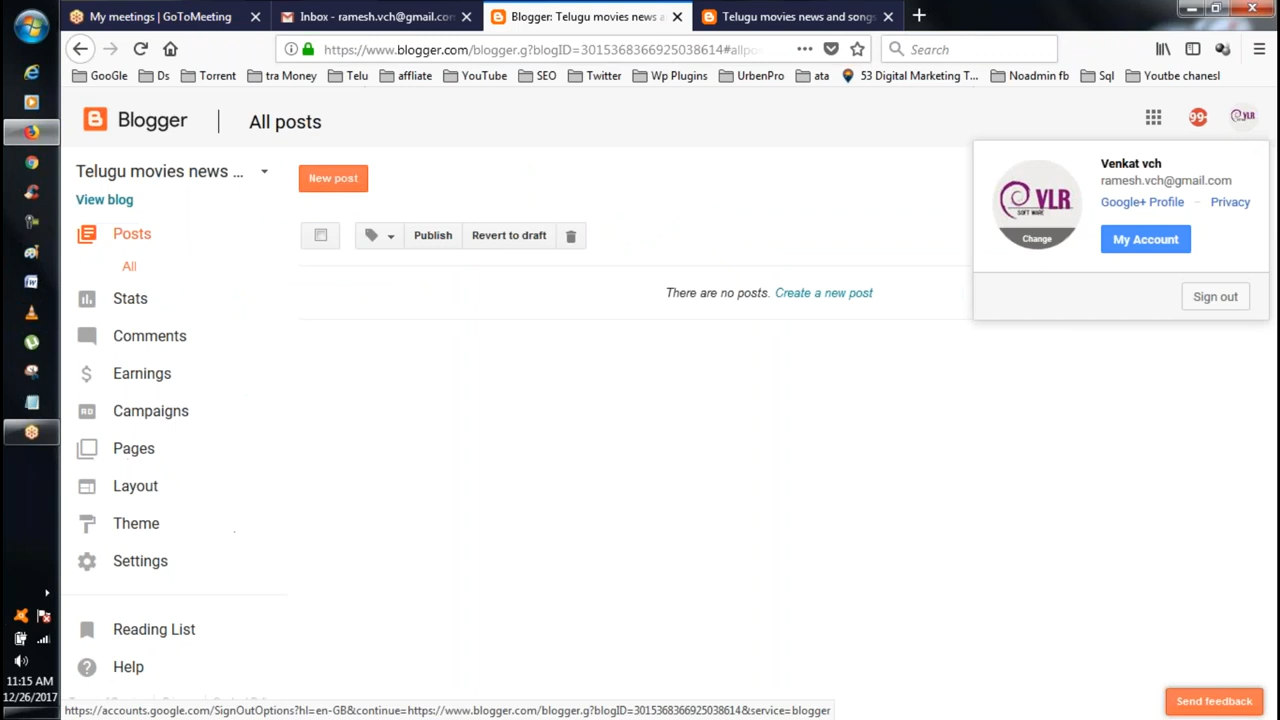 My meetings | GoToMeeting
Inbox - ramesh.vch@gmail.com
Blogger: Telugu movies news a
Telugu movies news and songs
https://www.blogger.com/blogger.g?blogID=3015368366925038614#allpo
Search
GooGle
Ds
Torrent
tra Money
Telu
affliate
YouTube
SEO
Twitter
Wp Plugins
UrbenPro
ata
53 Digital Marketing T...
Noadmin fb
Sql
Youtbe chanesl
Blogger
All posts
99+
VLR
Telugu movies news ...
View blog
New post
Posts
All
Publish
Revert to draft
There are no posts. Create a new post
Stats
Comments
Earnings
Campaigns
Pages
Layout
Theme
Settings
Reading List
Help
VLR
SOFT WARE
Change
Venkat vch
ramesh.vch@gmail.com
Google+ Profile
Privacy
My Account
Sign out
Send feedback
11:15 AM
12/26/2017
https://accounts.google.com/SignOutOptions?hl=en-GB&continue=https://www.blogger.com/blogger.g?blogID=3015368366925038614&service=blogger